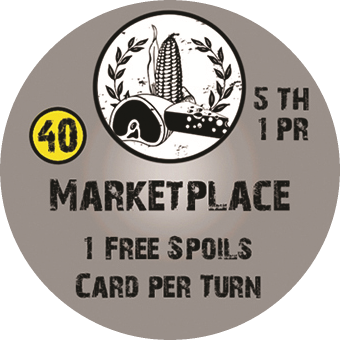 40
5 TH
1 PR
MARKETPLACE
1 FREE SPOILS
CARD PER TURN